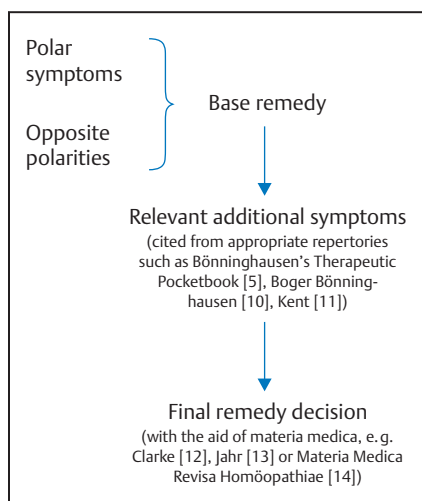 Polar
symptoms
Opposite
polarities
Base remedy
Relevant additional symptoms
(cited from appropriate repertories
such as Bönninghausen's Therapeutic
Pocketbook [5], Boger Bönning-
hausen [10], Kent [11])
Final remedy decision
(with the aid of materia medica, e. g.
Clarke [12], Jahr [13] or Materia Medica
Revisa Homöopathiae [14])